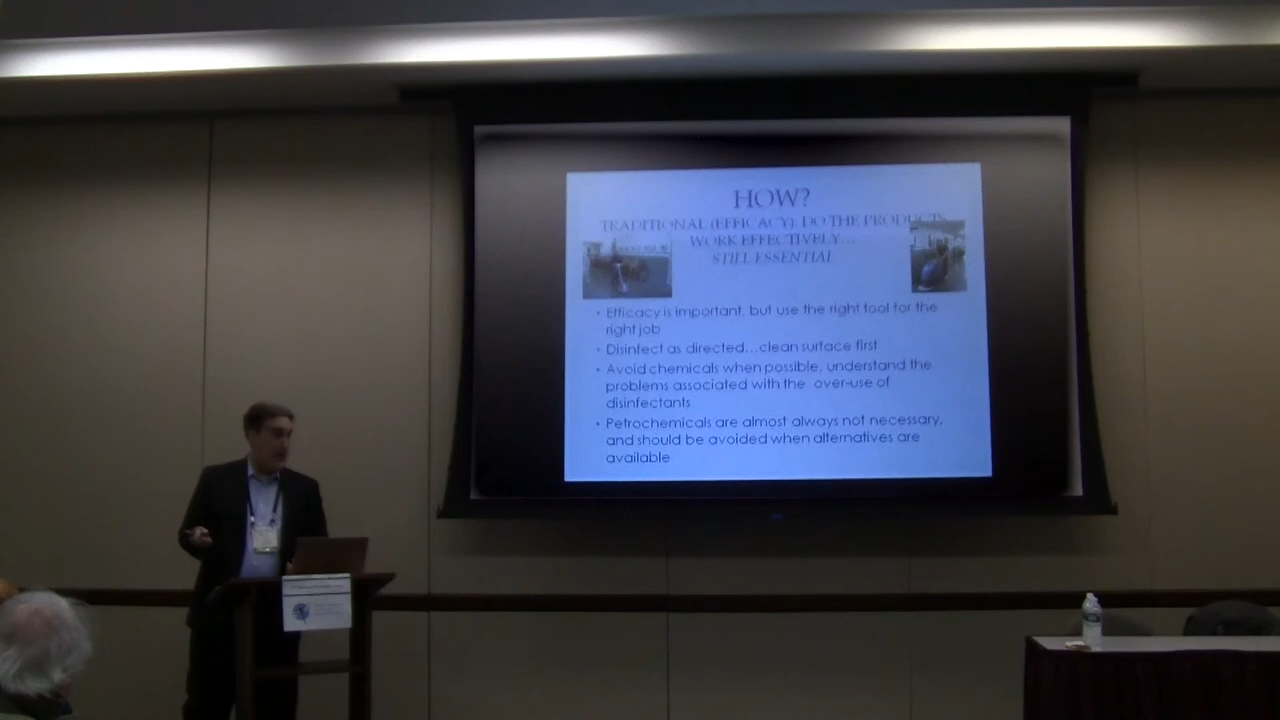 HOW?
TRADITIONAL (EFFICACY) DO THE PRODUCTS
WORK EFFECTIVELY...
STILL ESSENTIAL
• Efficacy is important, but use the right tool for the
right job
• Disinfect as directed...clean surface first
• Avoid chemicals when possible, understand the
problems associated with the over-use of
disinfectants
• Petrochemicals are almost always not necessary,
and should be avoided when alternatives are
available